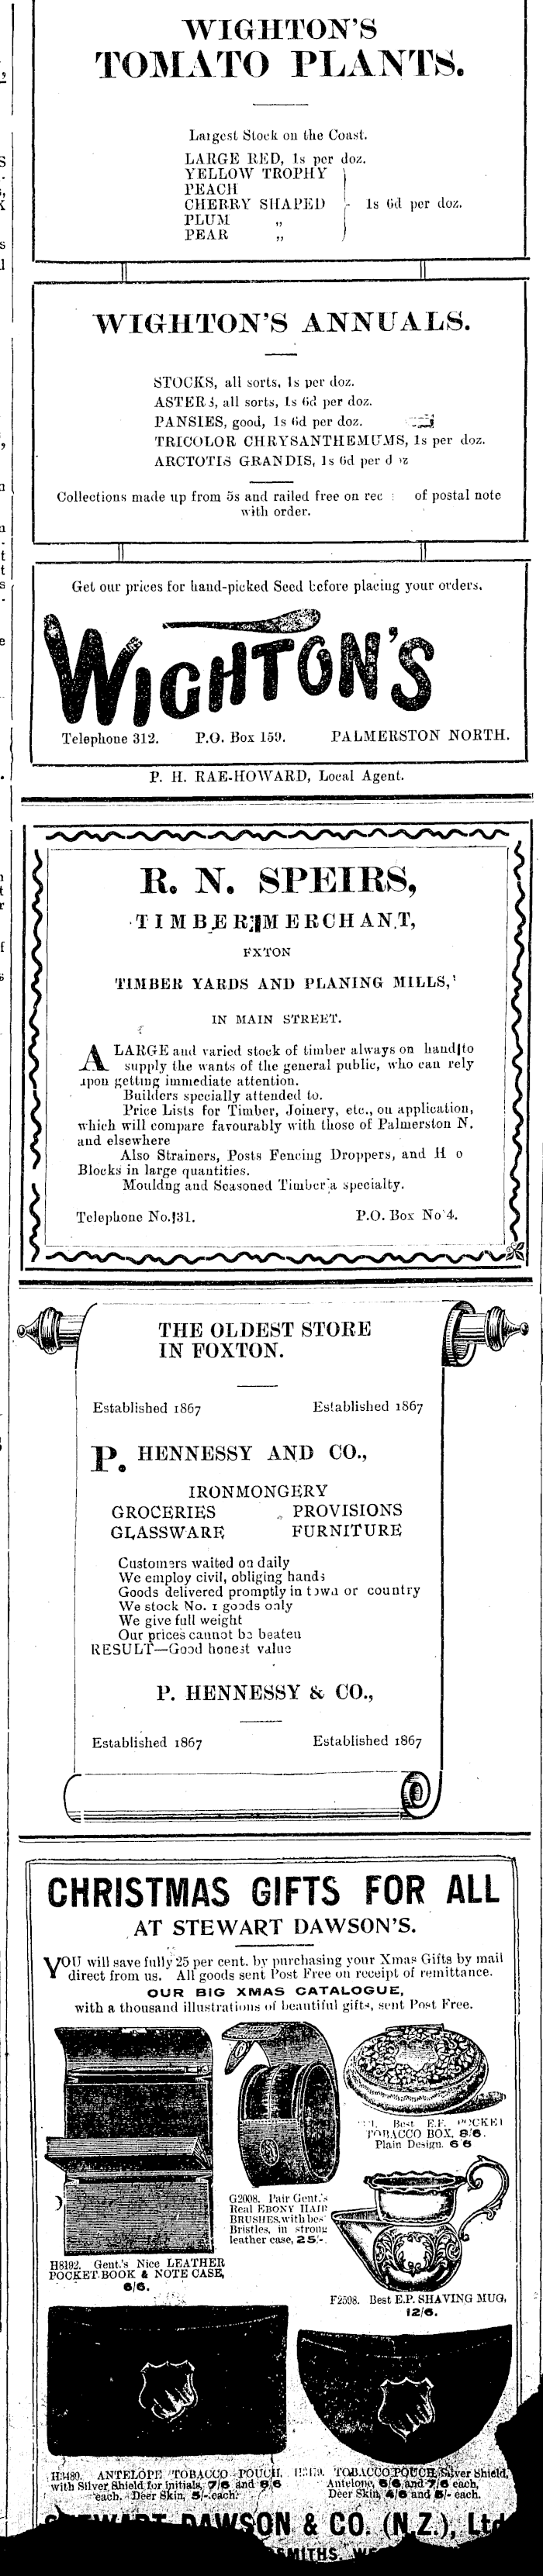 WIGHTON'S
TOMATO PLANTS.
Largest Stock on the Coast.
LARGE RED, 1s per doz.
YELLOW TROPHY
PEACH
CHERRY SHAPED 1s 6d per doz.
PLUM ,,
PEAR ,,
WIGHTON'S ANNUALS.
STOCKS, all sorts, 1s per doz.
ASTERS, all sorts, 1s 6d per doz.
PANSIES, good, 1s 6d per doz.
TRICOLOR CHRYSANTHEMUMS, 1s per doz.
ARCTOTIS GRANDIS, 1s 6d per d oz
Collections made up from 5s and railed free on rec of postal note
with order.
Get our prices for hand-picked Seed before placing your orders.
WIGHTON'S
Telephone 312. P.O. Box 159. PALMERSTON NORTH.
P. H. RAE-HOWARD, Local Agent.
R. N. SPEIRS,
TIMBER MERCHANT,
FXTON
TIMBER YARDS AND PLANING MILLS,
IN MAIN STREET.
A LARGE and varied stock of timber always on hand to
supply the wants of the general public, who can rely
upon getting immediate attention.
Builders specially attended to.
Price Lists for Timber, Joinery, etc., on application,
which will compare favourably with those of Palmerston N.
and elsewhere
Also Strainers, Posts Fencing Droppers, and H o
Blocks in large quantities.
Mouldng and Seasoned Timber a specialty.
Telephone No. 31. P.O. Box No 4.
THE OLDEST STORE
IN FOXTON.
Established 1867 Established 1867
P. HENNESSY AND CO.,
IRONMONGERY
GROCERIES PROVISIONS
GLASSWARE FURNITURE
Customers waited on daily
We employ civil, obliging hands
Goods delivered promptly in town or country
We stock No. 1 goods only
We give full weight
Our prices cannot be beaten
RESULT—Good honest value
P. HENNESSY & CO.,
Established 1867 Established 1867
CHRISTMAS GIFTS FOR ALL
AT STEWART DAWSON'S.
YOU will save fully 25 per cent. by purchasing your Xmas Gifts by mail
direct from us. All goods sent Post Free on receipt of remittance.
OUR BIG XMAS CATALOGUE,
with a thousand illustrations of beautiful gifts, sent Post Free.
Best E.P. POCKET
TOBACCO BOX, 8/6.
Plain Design. 6 6
G2008. Pair Gent.'s
Real EBONY HAIR
BRUSHES, with bes
Bristles, in strong
leather case, 25/-.
H8192. Gent.'s Nice LEATHER
POCKET-BOOK & NOTE CASE,
6/6.
F2598. Best E.P. SHAVING MUG,
12/6.
H3480. ANTELOPE TOBACCO POUCH,
with Silver Shield for initials, 7/6 and 8/6
each. Deer Skin, 5/- each.
TOBACCO POUCH, Silver Shield,
Antelope, 6/6 and 7/6 each,
Deer Skin, 4/6 and 5/- each.
STEWART DAWSON & CO. (N.Z.), Ltd